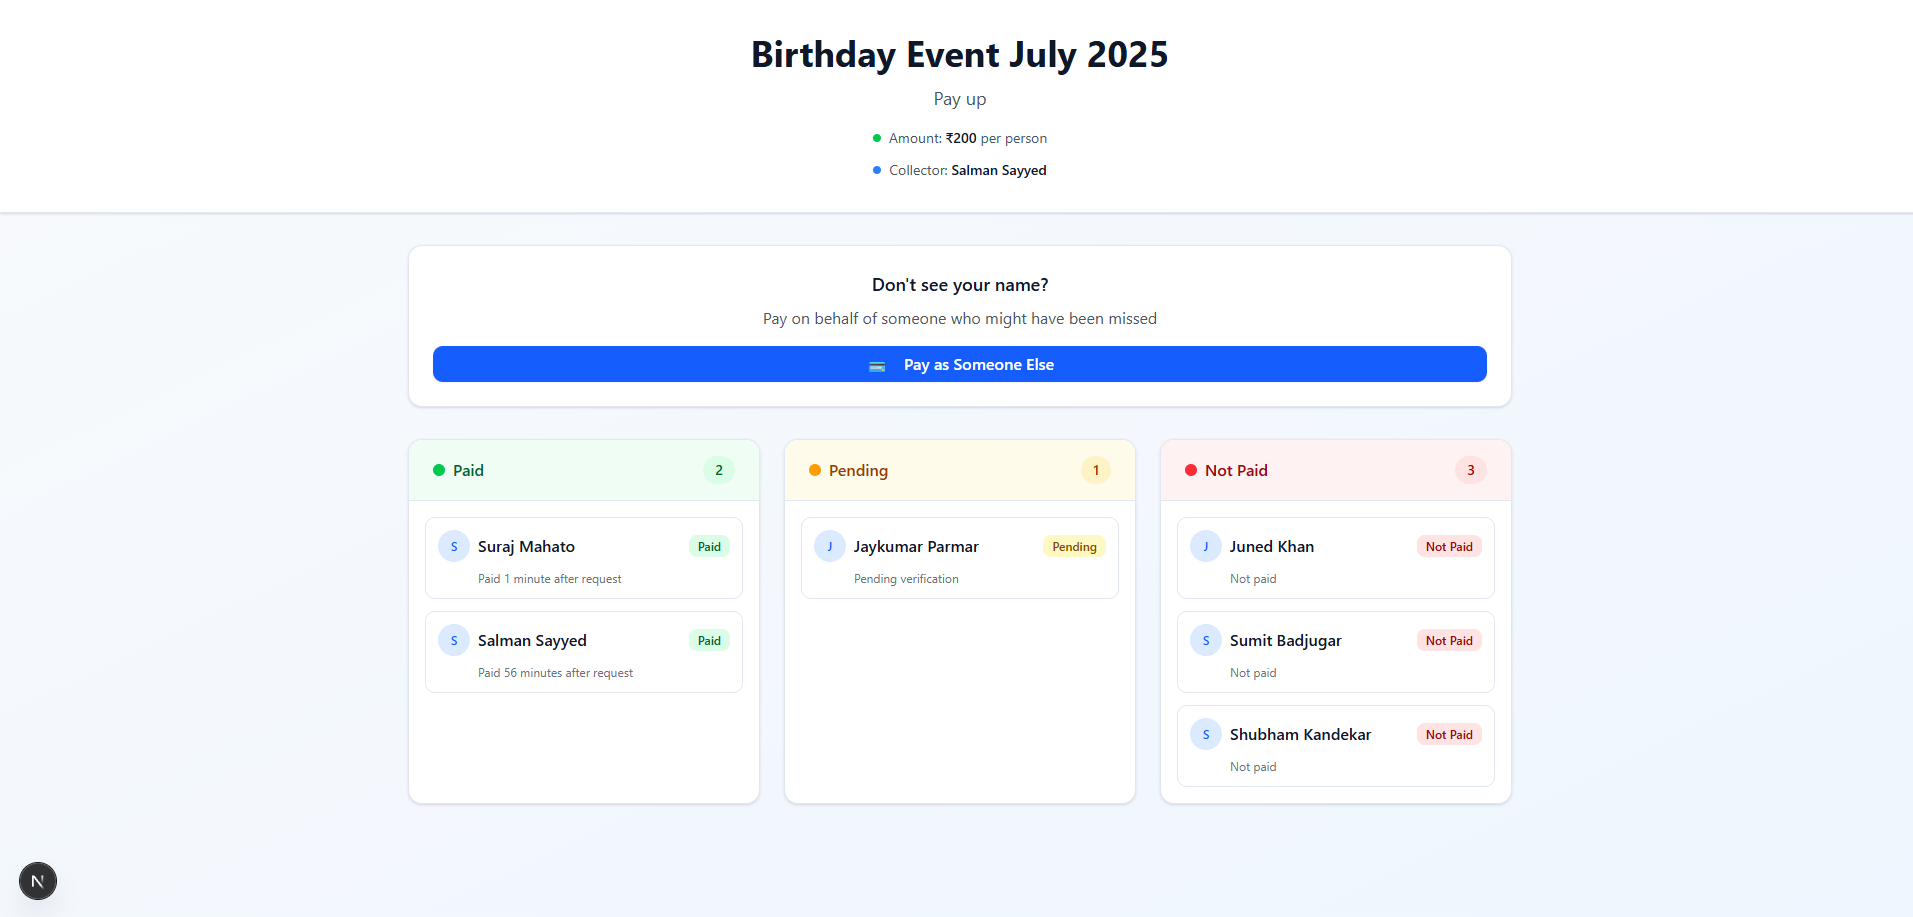 Birthday Event July 2025
Pay up
Amount: ₹200 per person
Collector: Salman Sayyed
Don't see your name?
Pay on behalf of someone who might have been missed
Pay as Someone Else
Paid 2
S Suraj Mahato Paid
Paid 1 minute after request
S Salman Sayyed Paid
Paid 56 minutes after request
Pending 1
J Jaykumar Parmar Pending
Pending verification
Not Paid 3
J Juned Khan Not Paid
Not paid
S Sumit Badjugar Not Paid
Not paid
S Shubham Kandekar Not Paid
Not paid
N